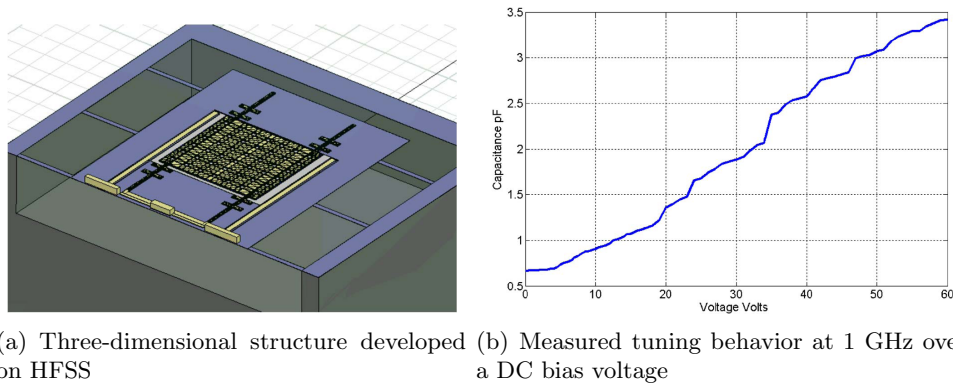 3.5
3
2.5
2
1.5
1
0.5
Capacitance pF
0 10 20 30 40 50 60
Voltage Volts
(a) Three-dimensional structure developed
on HFSS
(b) Measured tuning behavior at 1 GHz ove
a DC bias voltage